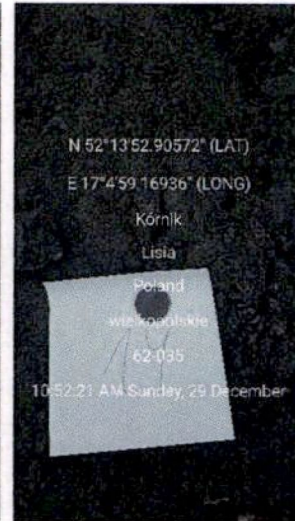 N 52°13'52.90572" (LAT)
E 17°4'59.16936" (LONG)
Kórnik
Lisia
Poland
wielkopolskie
62-035
10:52:21 AM Sunday, 29 December